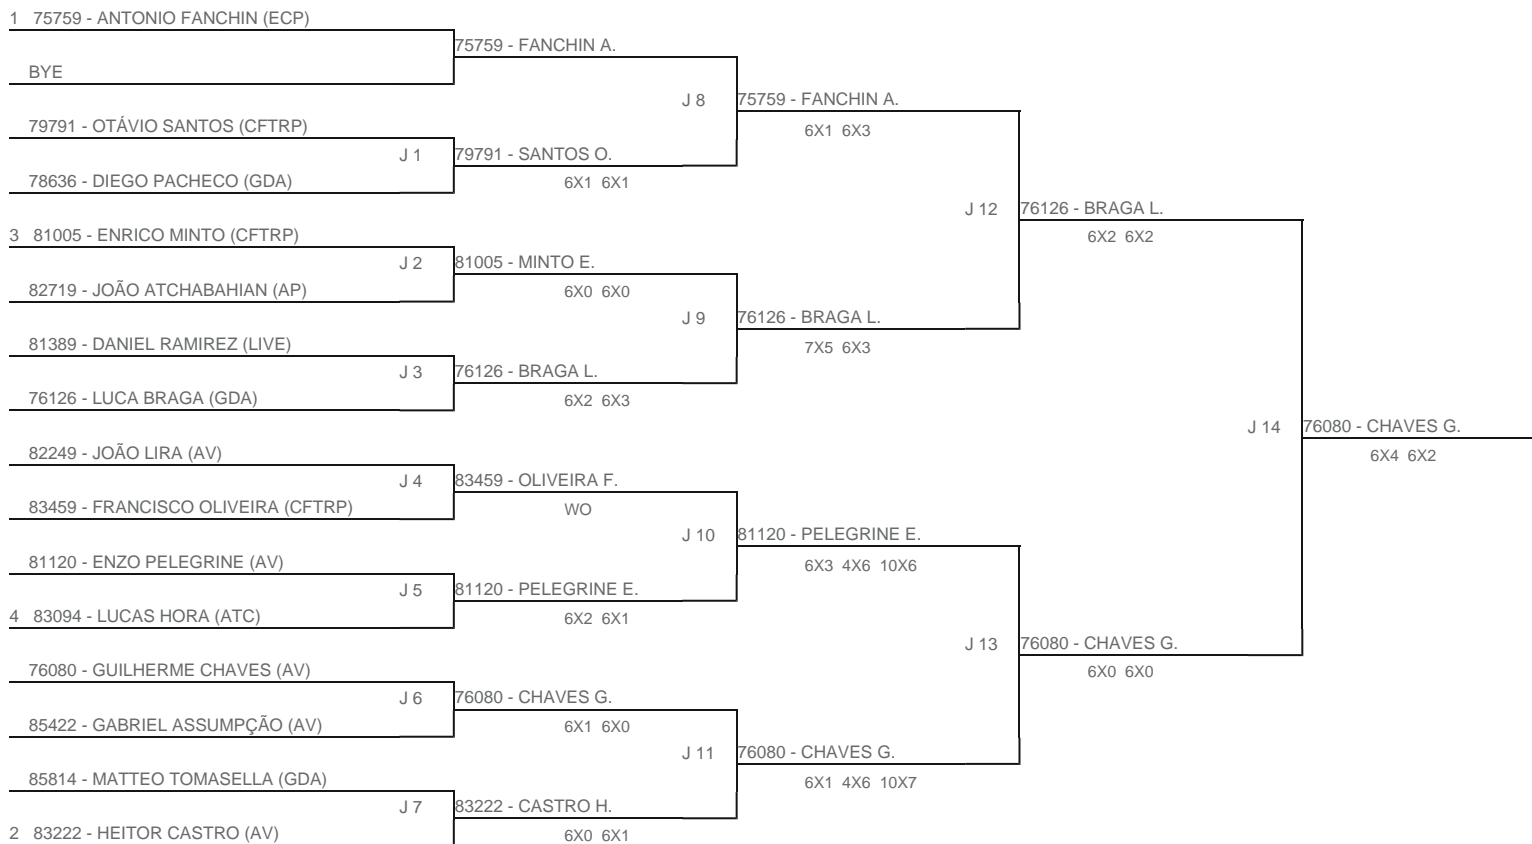 1 75759 - ANTONIO FANCHIN (ECP)
75759 - FANCHIN A.
BYE
J 8
75759 - FANCHIN A.
6X1 6X3
79791 - OTÁVIO SANTOS (CFTRP)
J 1
79791 - SANTOS O.
6X1 6X1
78636 - DIEGO PACHECO (GDA)
J 12
76126 - BRAGA L.
6X2 6X2
3 81005 - ENRICO MINTO (CFTRP)
J 2
81005 - MINTO E.
6X0 6X0
82719 - JOÃO ATCHABAHIAN (AP)
J 9
76126 - BRAGA L.
7X5 6X3
81389 - DANIEL RAMIREZ (LIVE)
J 3
76126 - BRAGA L.
6X2 6X3
76126 - LUCA BRAGA (GDA)
J 14
76080 - CHAVES G.
6X4 6X2
82249 - JOÃO LIRA (AV)
J 4
83459 - OLIVEIRA F.
WO
83459 - FRANCISCO OLIVEIRA (CFTRP)
J 10
81120 - PELEGRINE E.
6X3 4X6 10X6
81120 - ENZO PELEGRINE (AV)
J 5
81120 - PELEGRINE E.
6X2 6X1
4 83094 - LUCAS HORA (ATC)
J 13
76080 - CHAVES G.
6X0 6X0
76080 - GUILHERME CHAVES (AV)
J 6
76080 - CHAVES G.
6X1 6X0
85422 - GABRIEL ASSUMPÇÃO (AV)
J 11
76080 - CHAVES G.
6X1 4X6 10X7
85814 - MATTEO TOMASELLA (GDA)
J 7
83222 - CASTRO H.
6X0 6X1
2 83222 - HEITOR CASTRO (AV)